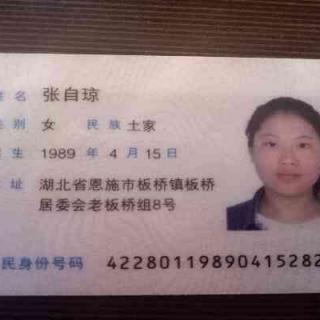 姓名 张自琼
性别 女 民族 土家
生 1989 年 4 月 15 日
址 湖北省恩施市板桥镇板桥
居委会老板桥组8号
民身份号码 42280119890415282